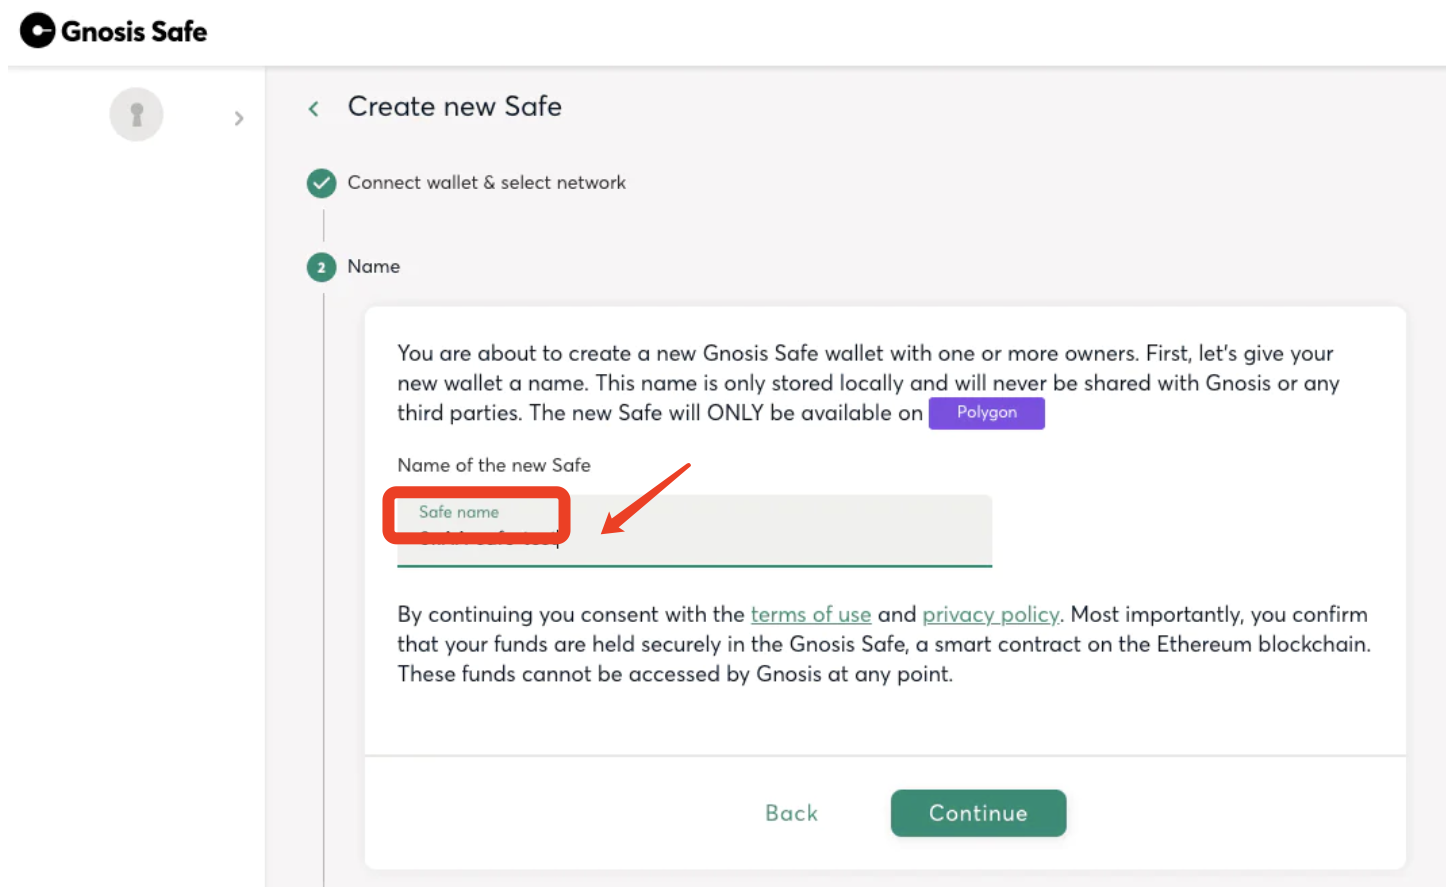 Gnosis Safe
Create new Safe
Connect wallet & select network
2 Name
You are about to create a new Gnosis Safe wallet with one or more owners. First, let's give your
new wallet a name. This name is only stored locally and will never be shared with Gnosis or any
third parties. The new Safe will ONLY be available on Polygon
Name of the new Safe
Safe name
By continuing you consent with the terms of use and privacy policy. Most importantly, you confirm
that your funds are held securely in the Gnosis Safe, a smart contract on the Ethereum blockchain.
These funds cannot be accessed by Gnosis at any point.
Back Continue